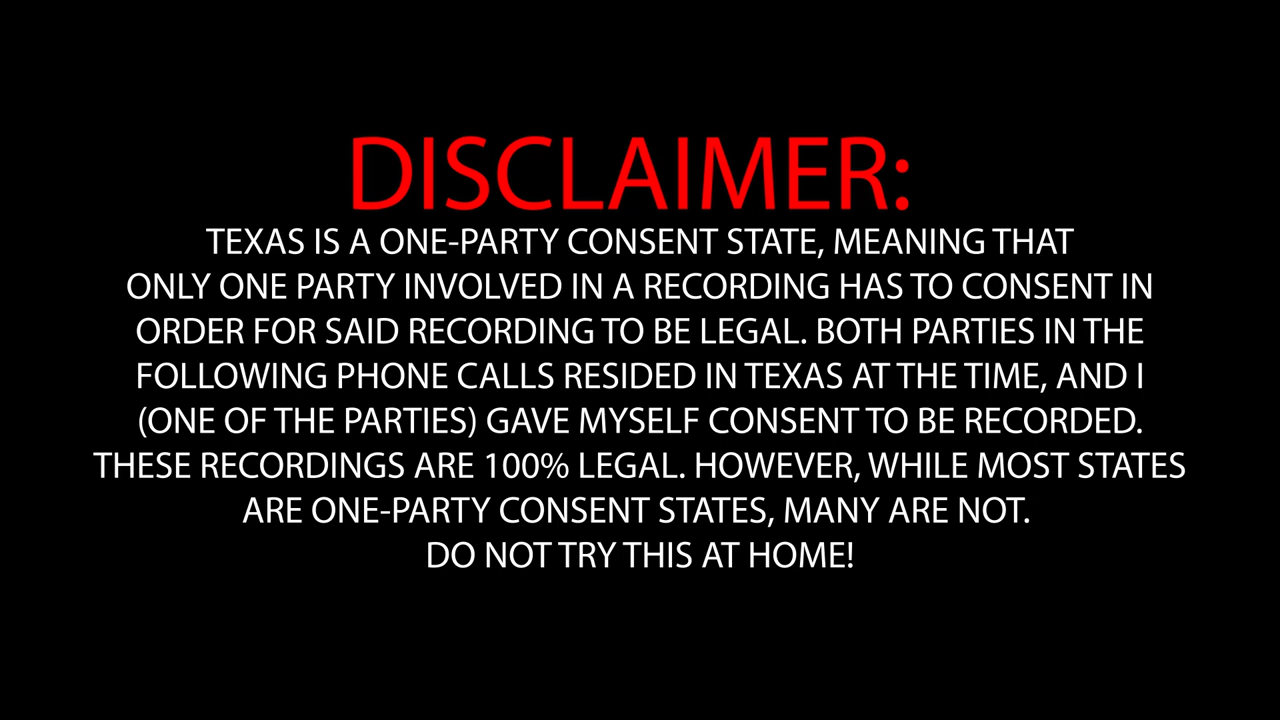 DISCLAIMER:
TEXAS IS A ONE-PARTY CONSENT STATE, MEANING THAT
ONLY ONE PARTY INVOLVED IN A RECORDING HAS TO CONSENT IN
ORDER FOR SAID RECORDING TO BE LEGAL. BOTH PARTIES IN THE
FOLLOWING PHONE CALLS RESIDED IN TEXAS AT THE TIME, AND I
(ONE OF THE PARTIES) GAVE MYSELF CONSENT TO BE RECORDED.
THESE RECORDINGS ARE 100% LEGAL. HOWEVER, WHILE MOST STATES
ARE ONE-PARTY CONSENT STATES, MANY ARE NOT.
DO NOT TRY THIS AT HOME!